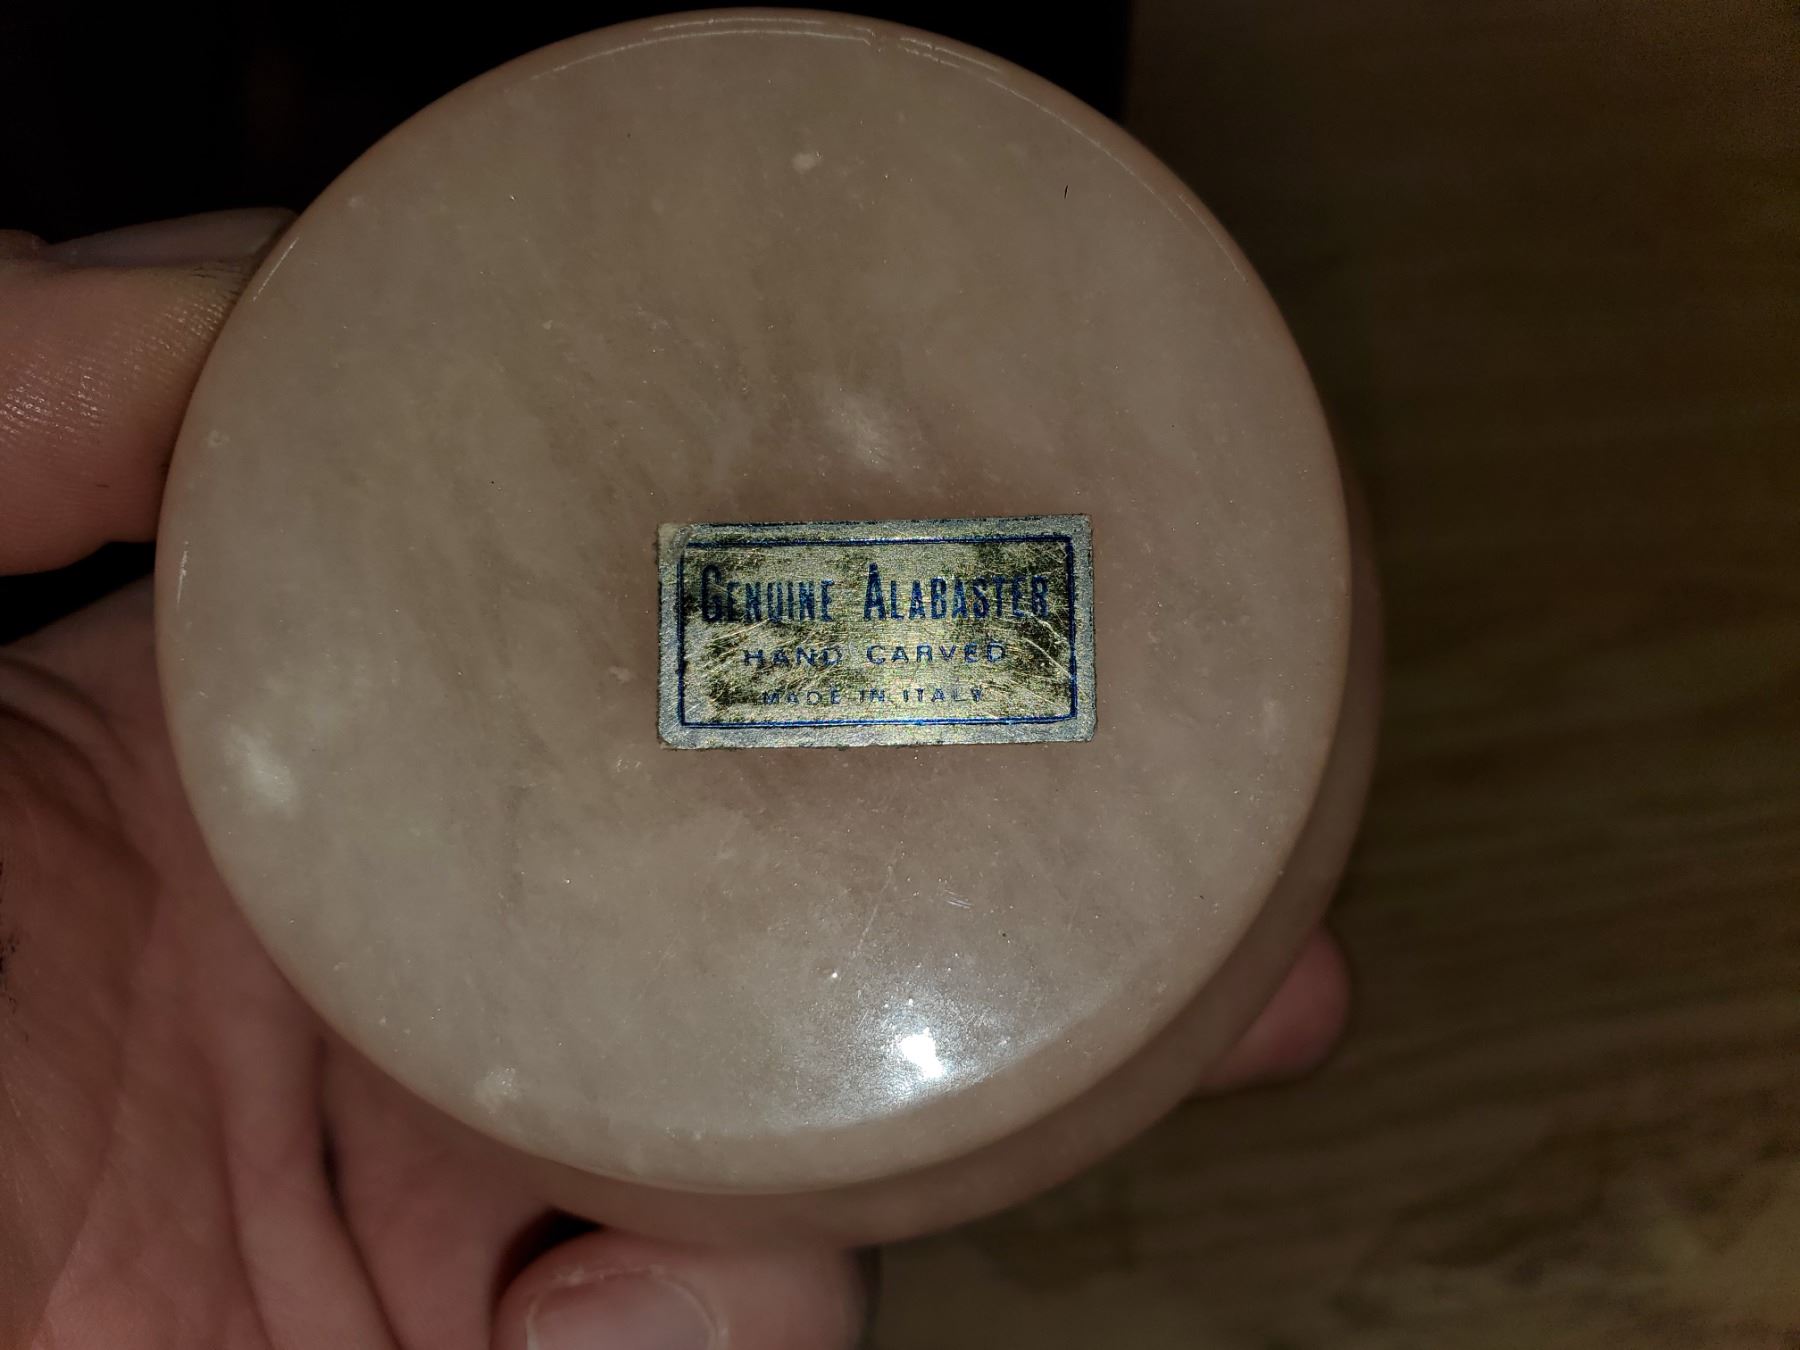 GENUINE ALABASTER
HAND CARVED
MADE IN ITALY